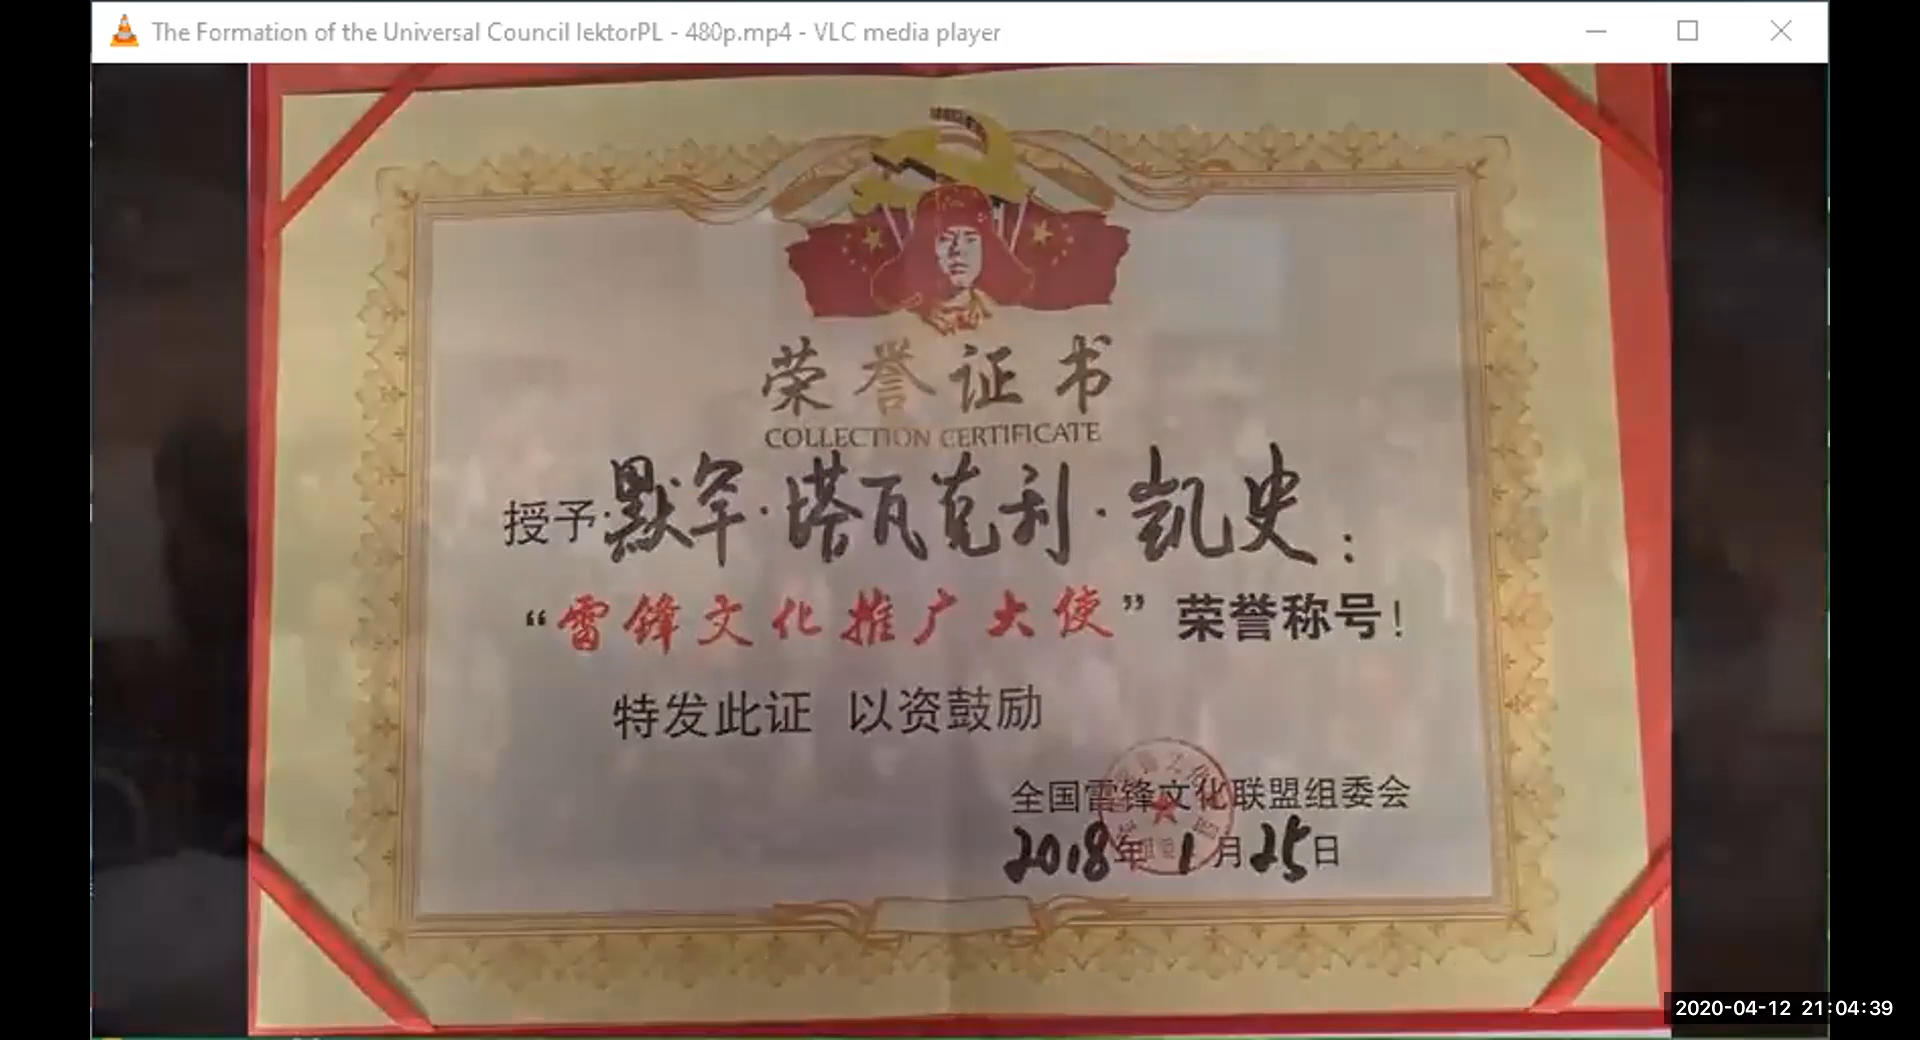 The Formation of the Universal Council lektorPL - 480p.mp4 - VLC media player
荣誉证书
COLLECTION CERTIFICATE
授予·默罕·塔瓦克利·凯史：
“雷锋文化推广大使”荣誉称号！
特发此证 以资鼓励
全国雷锋文化联盟组委会
2018年1月25日
2020-04-12 21:04:39